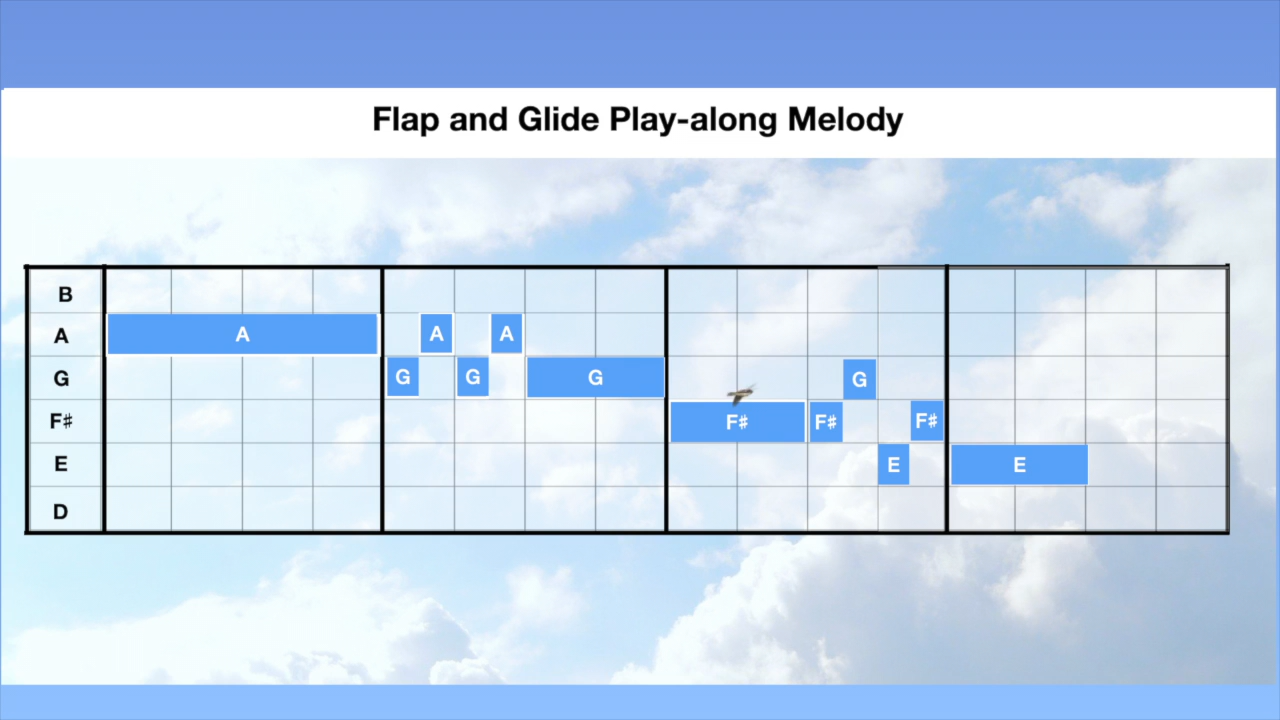 Flap and Glide Play-along Melody
B
A A A A
G G G G G
F♯ F♯ F♯ F♯
E E E
D